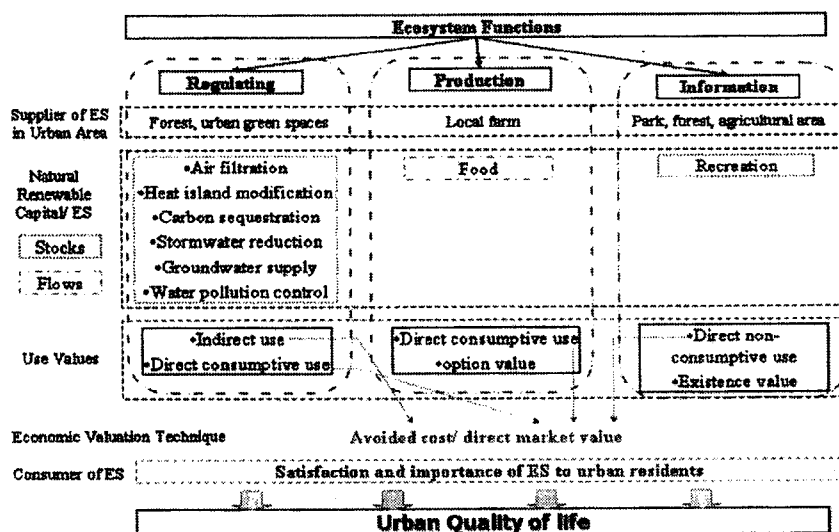 Ecosystem Functions
Regulating
Production
Information
Supplier of ES
in Urban Area
Forest, urban green spaces
Local farm
Park, forest, agricultural area
Natural
Renewable
Capital/ ES
Stocks
Flows
•Air filtration
•Heat island modification
•Carbon sequestration
•Stormwater reduction
•Groundwater supply
•Water pollution control
Food
Recreation
Use Values
•Indirect use
•Direct consumptive use
•Direct consumptive use
•option value
•Direct non-
consumptive use
•Existence value
Economic Valuation Technique
Avoided cost/ direct market value
Consumer of ES
Satisfaction and importance of ES to urban residents
Urban Quality of life